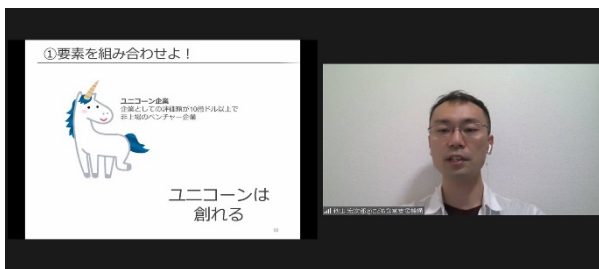 ①要素を組み合わせよ！
ユニコーン企業
企業としての評価額が10億ドル以上で
非上場のベンチャー企業
ユニコーンは
創れる